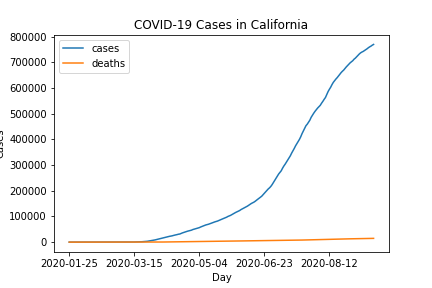 COVID-19 Cases in California
cases
deaths
800000
700000
600000
500000
400000
300000
200000
100000
0
cases
2020-01-25 2020-03-15 2020-05-04 2020-06-23 2020-08-12
Day